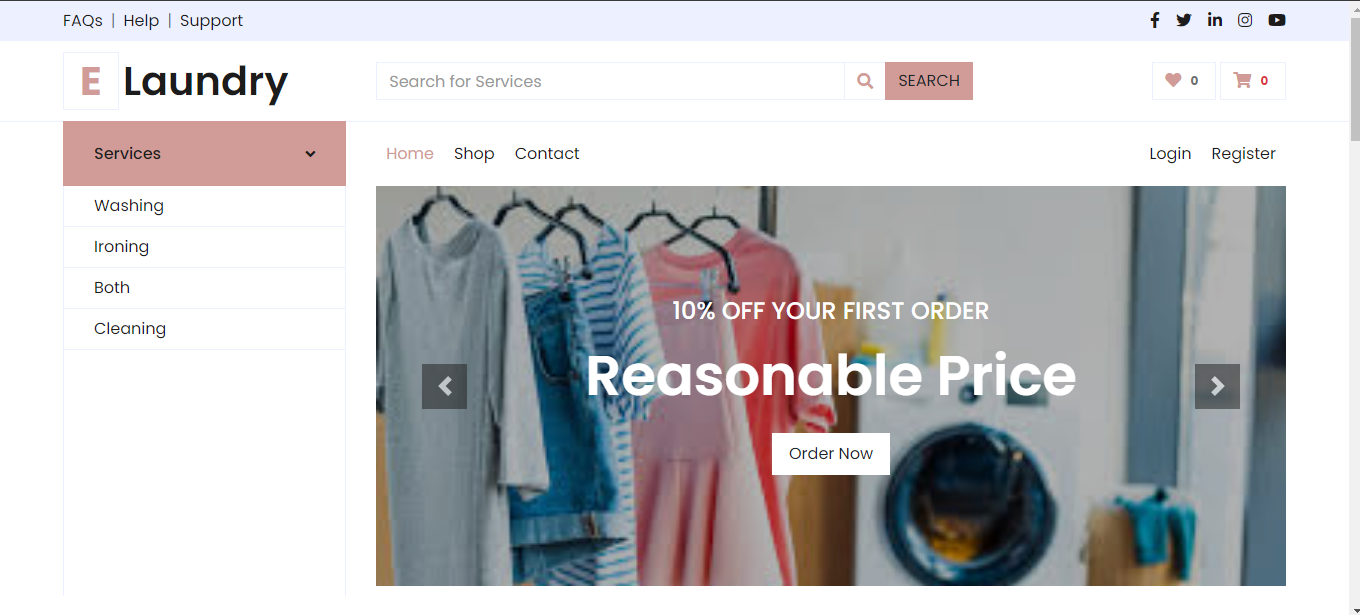 FAQs | Help | Support
E Laundry
Search for Services
SEARCH
0
0
Services
Home Shop Contact
Login Register
Washing
Ironing
Both
Cleaning
10% OFF YOUR FIRST ORDER
Reasonable Price
Order Now